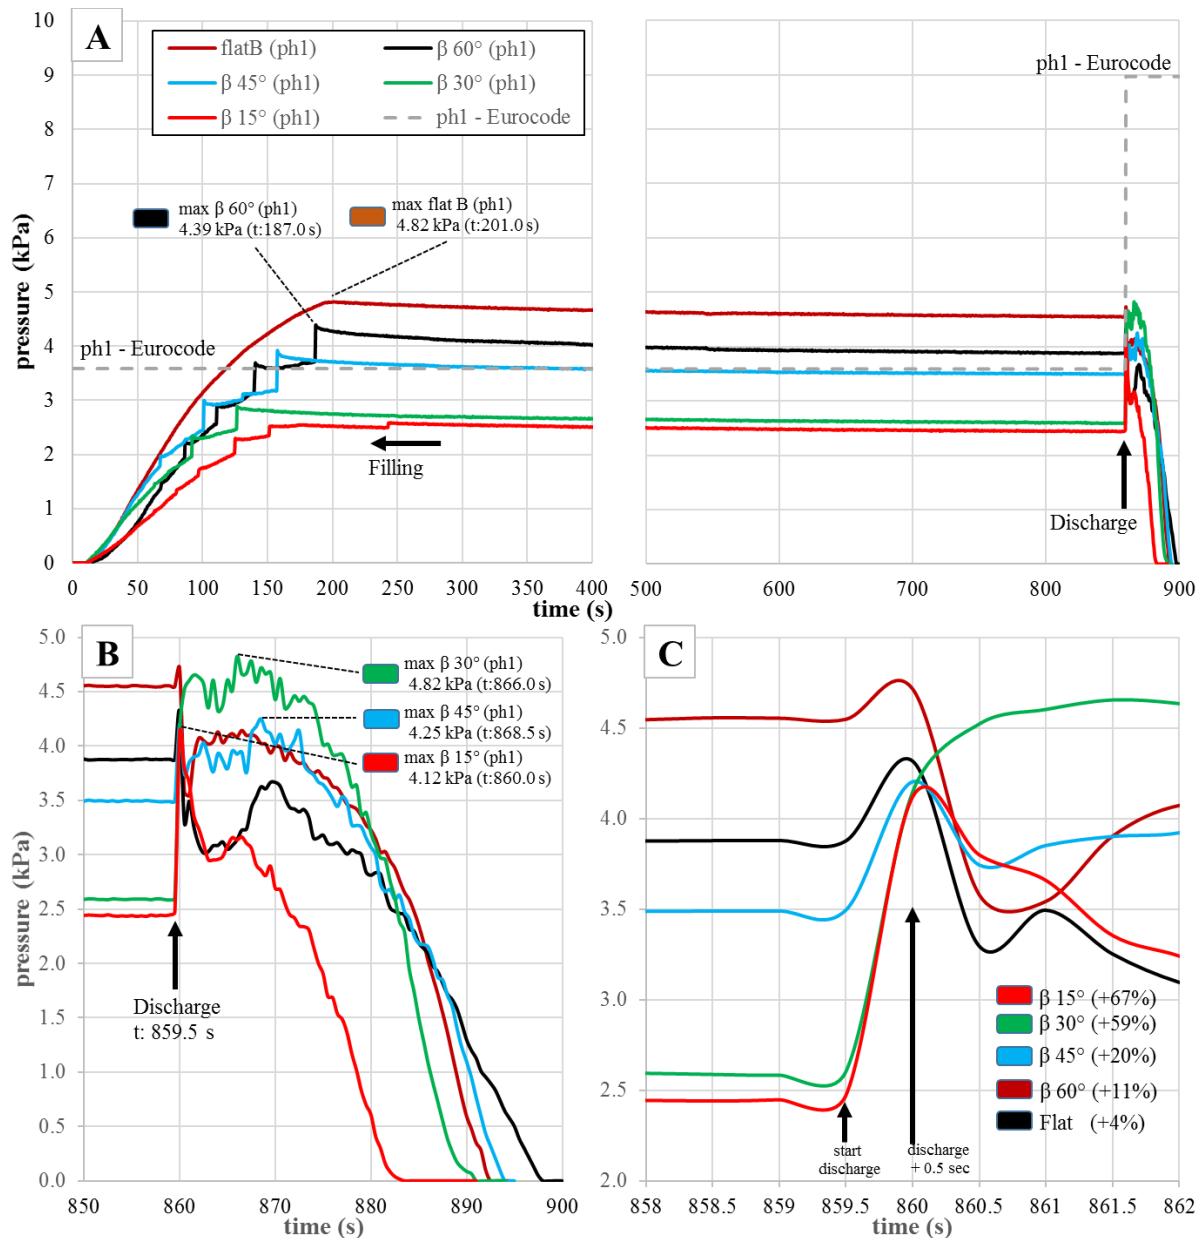 A
10
9
8
7
6
5
4
3
2
1
0
pressure (kPa)
flatB (ph1)
β 60° (ph1)
β 45° (ph1)
β 30° (ph1)
β 15° (ph1)
ph1 - Eurocode
max β 60° (ph1)
4.39 kPa (t:187.0 s)
max flat B (ph1)
4.82 kPa (t:201.0 s)
ph1 - Eurocode
Filling
ph1 - Eurocode
Discharge
0 50 100 150 200 250 300 350 400
500 600 700 800 900
time (s)
B
5.0
4.5
4.0
3.5
3.0
2.5
2.0
1.5
1.0
0.5
0.0
pressure (kPa)
max β 30° (ph1)
4.82 kPa (t:866.0 s)
max β 45° (ph1)
4.25 kPa (t:868.5 s)
max β 15° (ph1)
4.12 kPa (t:860.0 s)
Discharge
t: 859.5 s
850 860 870 880 890 900
time (s)
C
5.0
4.5
4.0
3.5
3.0
2.5
2.0
β 15° (+67%)
β 30° (+59%)
β 45° (+20%)
β 60° (+11%)
Flat (+4%)
start
discharge
discharge
+ 0.5 sec
858 858.5 859 859.5 860 860.5 861 861.5 862
time (s)